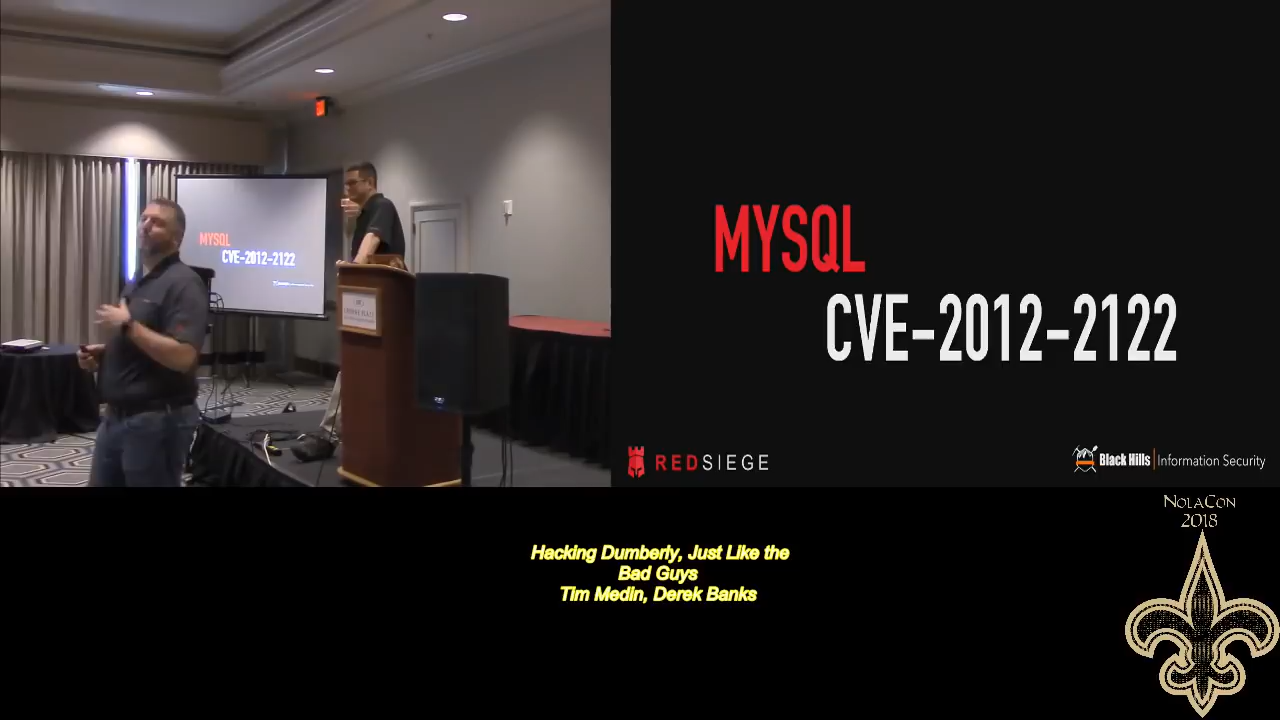 MYSQL
CVE-2012-2122
MYSQL
CVE-2012-2122
REDSIEGE
Black Hills Information Security
NOLACON
2018
Hacking Dumberly, Just Like the
Bad Guys
Tim Medin, Derek Banks